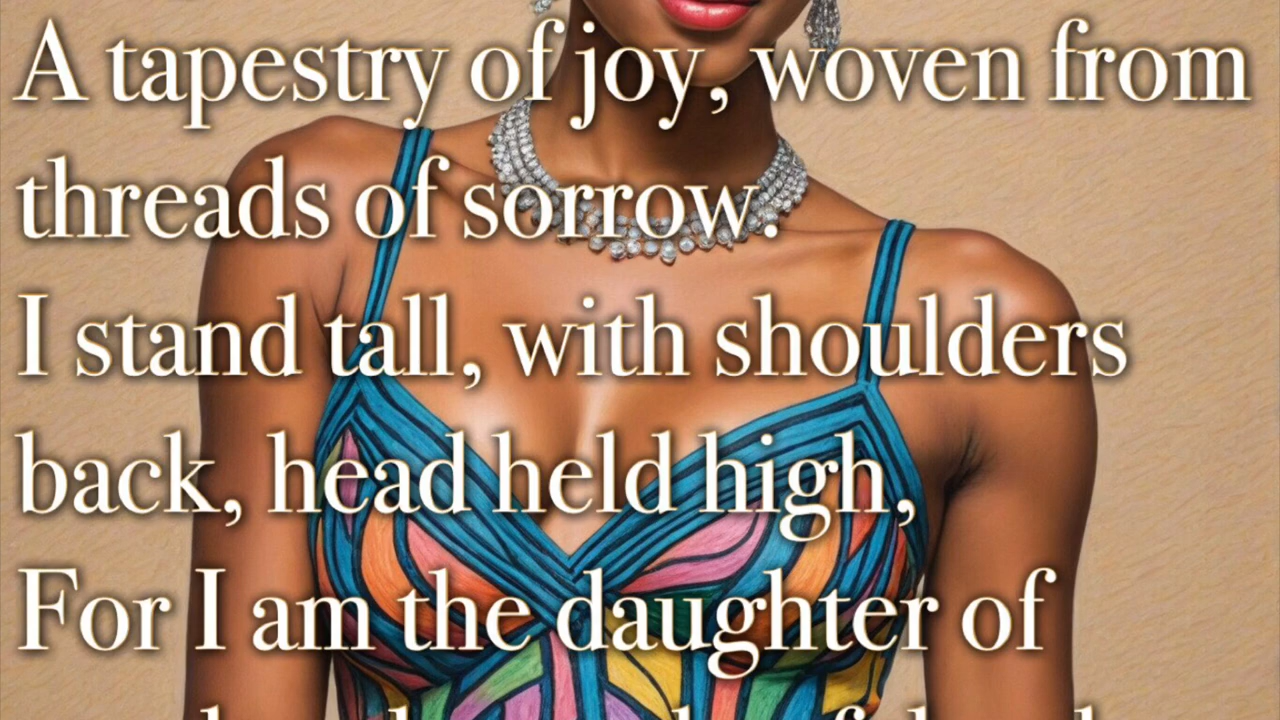 A tapestry of joy, woven from
threads of sorrow.
I stand tall, with shoulders
back, head held high,
For I am the daughter of